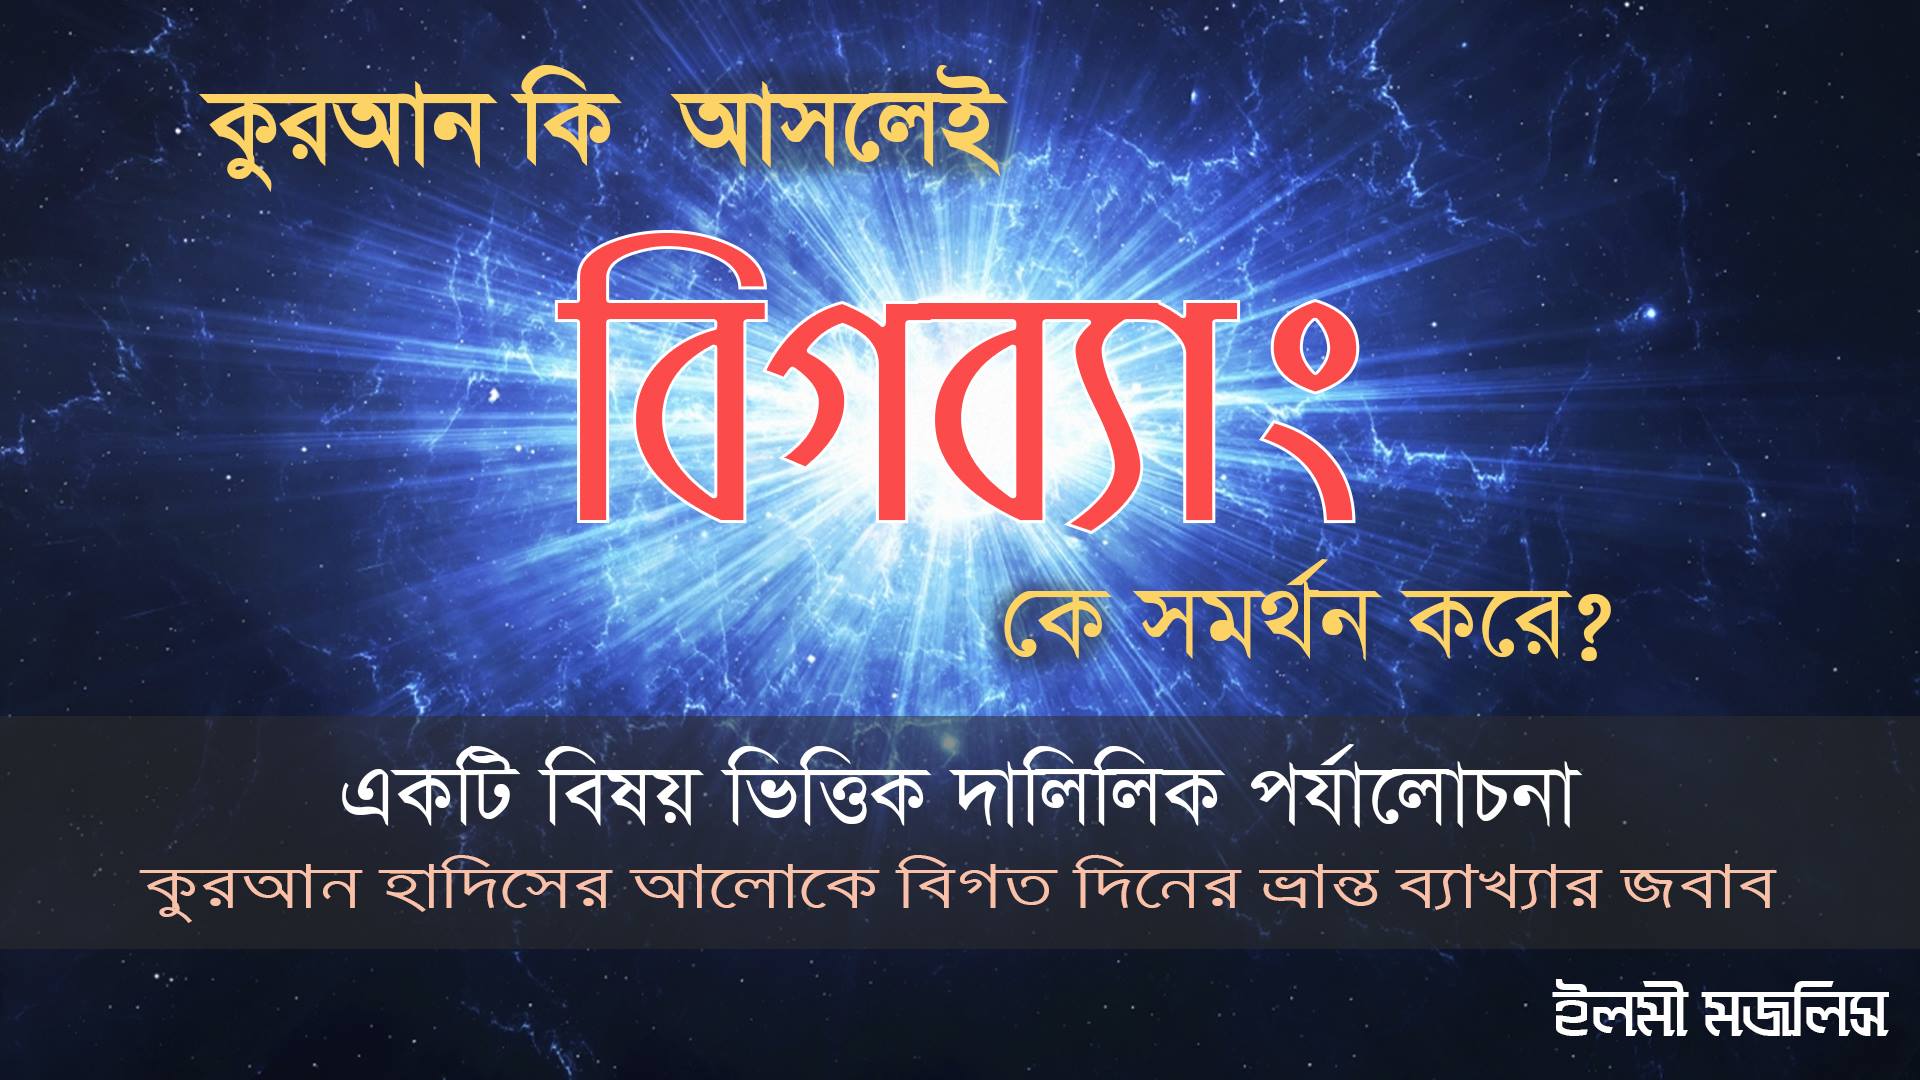 কুরআন কি আসলেই
বিগব্যাং
কে সমর্থন করে?
একটি বিষয় ভিত্তিক দালিলিক পর্যালোচনা
কুরআন হাদিসের আলোকে বিগত দিনের ভ্রান্ত ব্যাখ্যার জবাব
ইলমী মজলিস